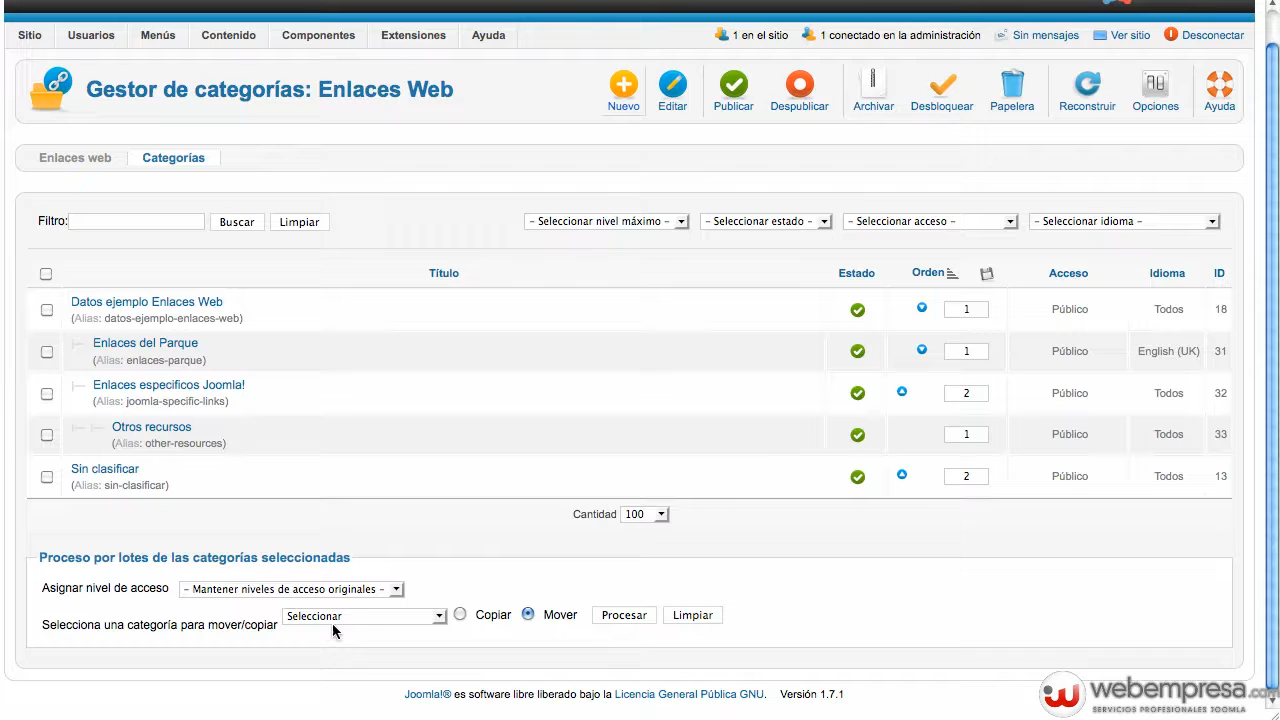 Sitio Usuarios Menús Contenido Componentes Extensiones Ayuda 1 en el sitio 1 conectado en la administración Sin mensajes Ver sitio Desconectar
Gestor de categorías: Enlaces Web
Nuevo Editar Publicar Despublicar Archivar Desbloquear Papelera Reconstruir Opciones Ayuda
Enlaces web Categorías
Filtro: Buscar Limpiar - Seleccionar nivel máximo - - Seleccionar estado - - Seleccionar acceso - - Seleccionar idioma -
Título Estado Orden Acceso Idioma ID
Datos ejemplo Enlaces Web
(Alias: datos-ejemplo-enlaces-web) 1 Público Todos 18
Enlaces del Parque
(Alias: enlaces-parque) 1 Público English (UK) 31
Enlaces especificos Joomla!
(Alias: joomla-specific-links) 2 Público Todos 32
Otros recursos
(Alias: other-resources) 1 Público Todos 33
Sin clasificar
(Alias: sin-clasificar) 2 Público Todos 13
Cantidad 100
Proceso por lotes de las categorías seleccionadas
Asignar nivel de acceso - Mantener niveles de acceso originales -
Selecciona una categoría para mover/copiar Seleccionar Copiar Mover Procesar Limpiar
Joomla!® es software libre liberado bajo la Licencia General Pública GNU. Versión 1.7.1
webempresa.com
SERVICIOS PROFESIONALES JOOMLA